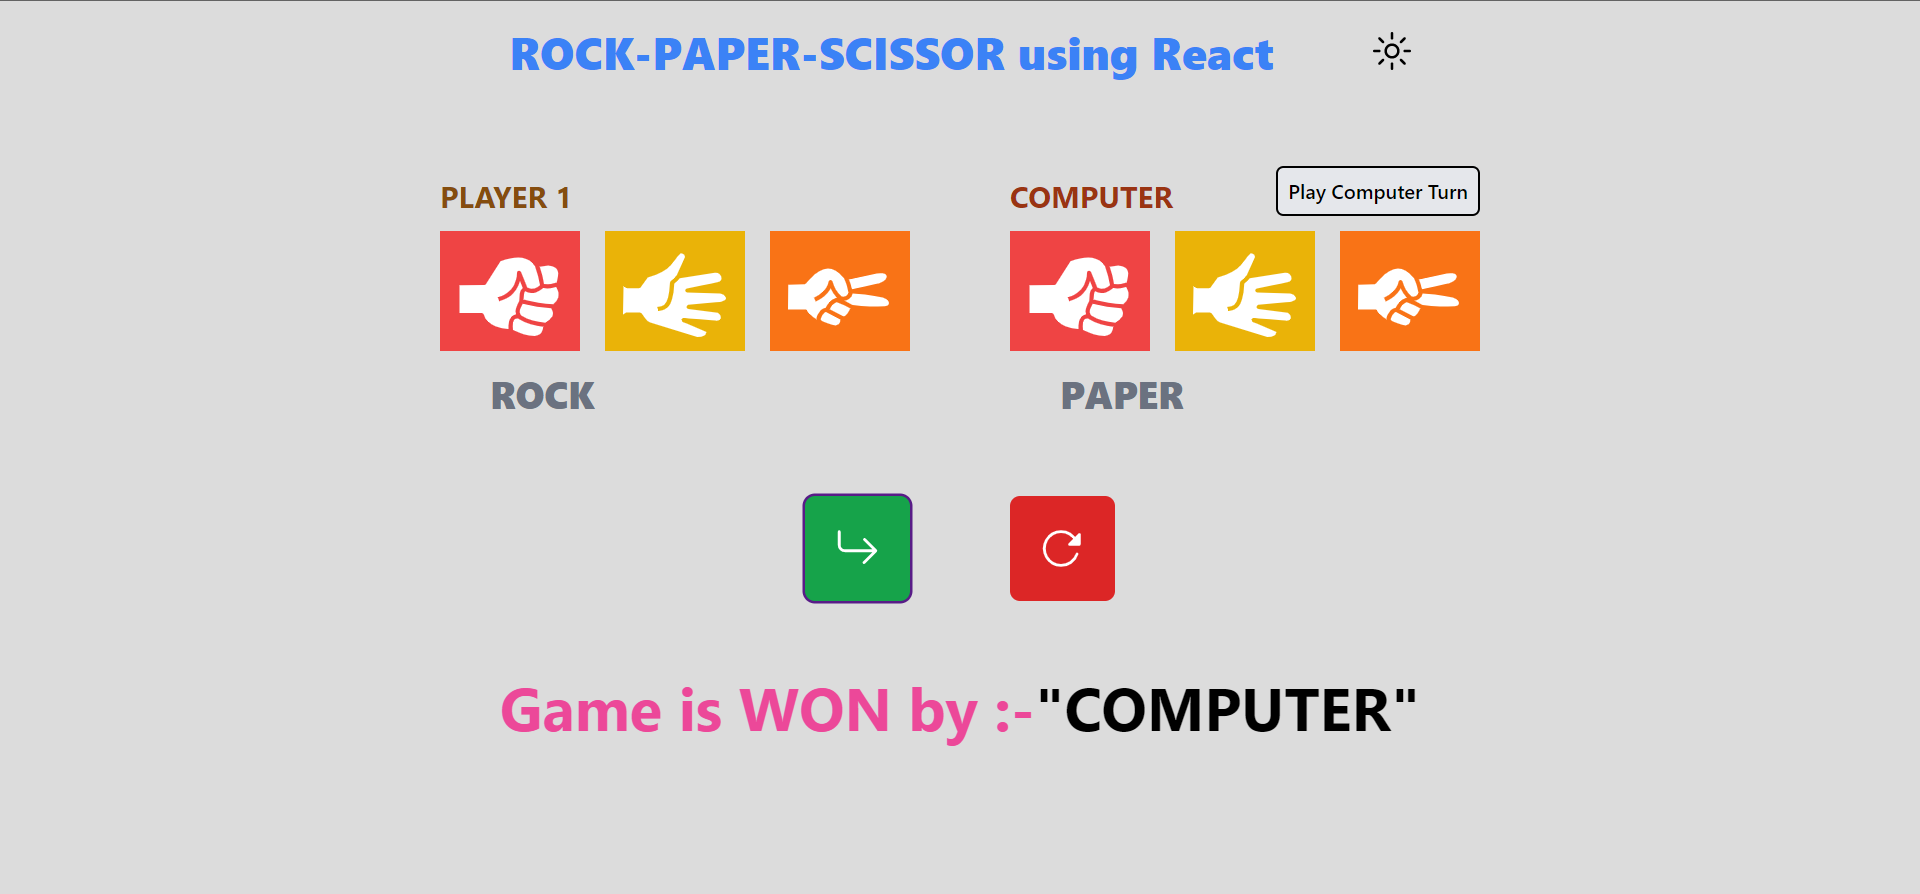 ROCK-PAPER-SCISSOR using React
PLAYER 1
COMPUTER
Play Computer Turn
ROCK
PAPER
Game is WON by :-"COMPUTER"